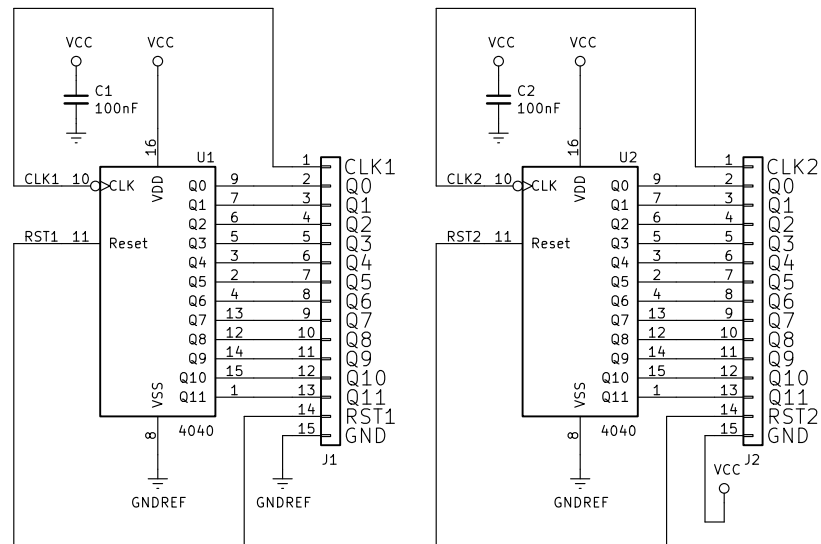 VCC VCC VCC VCC
C1 C2
100nF 100nF
16 U1 1 CLK1 16 U2 1 CLK2
CLK1 10 CLK VDD Q0 9 2 Q0 CLK2 10 CLK VDD Q0 9 2 Q0
Q1 7 3 Q1 Q1 7 3 Q1
Q2 6 4 Q2 Q2 6 4 Q2
RST1 11 Reset Q3 5 5 Q3 RST2 11 Reset Q3 5 5 Q3
Q4 3 6 Q4 Q4 3 6 Q4
Q5 2 7 Q5 Q5 2 7 Q5
Q6 4 8 Q6 Q6 4 8 Q6
Q7 13 9 Q7 Q7 13 9 Q7
Q8 12 10 Q8 Q8 12 10 Q8
Q9 14 11 Q9 Q9 14 11 Q9
Q10 15 12 Q10 Q10 15 12 Q10
VSS Q11 1 13 Q11 VSS Q11 1 13 Q11
14 RST1 14 RST2
8 4040 15 GND 8 4040 15 GND
J1 J2
VCC
GNDREF GNDREF GNDREF